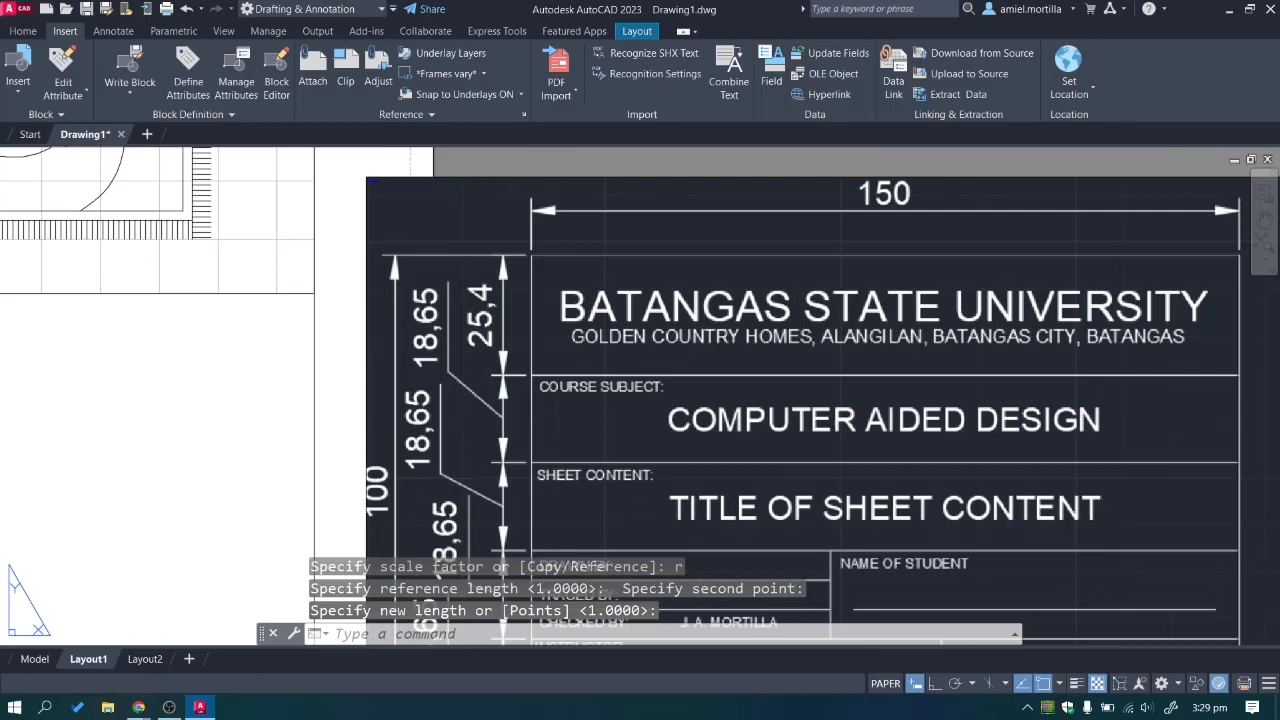 Drafting & Annotation
Share
Autodesk AutoCAD 2023 Drawing1.dwg
Type a keyword or phrase
amiel.mortilla
Home Insert Annotate Parametric View Manage Output Add-ins Collaborate Express Tools Featured Apps Layout
Insert
Edit Attribute
Write Block
Define Attributes
Manage Attributes
Block Editor
Attach
Clip
Adjust
Underlay Layers
*Frames vary*
Snap to Underlays ON
PDF Import
Recognize SHX Text
Recognition Settings
Combine Text
Field
Update Fields
OLE Object
Hyperlink
Data Link
Download from Source
Upload to Source
Extract Data
Set Location
Block Block Definition Reference Import Data Linking & Extraction Location
Start Drawing1*
150
18,65
25,4
BATANGAS STATE UNIVERSITY
GOLDEN COUNTRY HOMES, ALANGILAN, BATANGAS CITY, BATANGAS
COURSE SUBJECT:
18,65
COMPUTER AIDED DESIGN
100
SHEET CONTENT:
TITLE OF SHEET CONTENT
NAME OF STUDENT
Specify scale factor or [Copy/Reference]: r
Specify reference length <1.0000>: Specify second point:
Specify new length or [Points] <1.0000>:
CHECKED BY: J. A. MORTILLA
Type a command
Model Layout1 Layout2
PAPER
3:29 pm